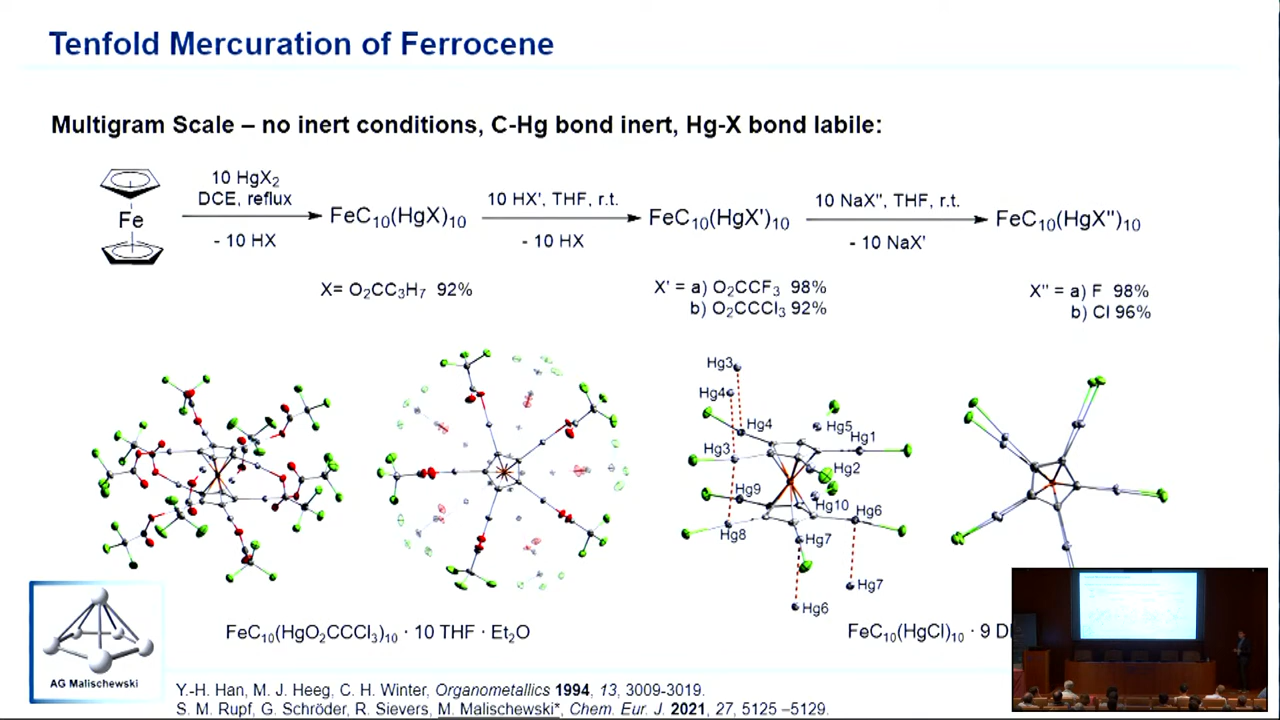 Tenfold Mercuration of Ferrocene
Multigram Scale – no inert conditions, C-Hg bond inert, Hg-X bond labile:
Fe
10 HgX₂
DCE, reflux
- 10 HX
FeC₁₀(HgX)₁₀
10 HX', THF, r.t.
- 10 HX
FeC₁₀(HgX')₁₀
10 NaX", THF, r.t.
- 10 NaX'
FeC₁₀(HgX")₁₀
X= O₂CC₃H₇ 92%
X' = a) O₂CCF₃ 98%
b) O₂CCCl₃ 92%
X" = a) F 98%
b) Cl 96%
Hg3
Hg4
Hg4
Hg5
Hg1
Hg3
Hg2
Hg9
Hg10
Hg6
Hg8
Hg7
Hg7
Hg6
FeC₁₀(HgO₂CCCl₃)₁₀ · 10 THF · Et₂O
FeC₁₀(HgCl)₁₀ · 9
AG Malischewski
Y.-H. Han, M. J. Heeg, C. H. Winter, Organometallics 1994, 13, 3009-3019.
S. M. Rupf, G. Schröder, R. Sievers, M. Malischewski*, Chem. Eur. J. 2021, 27, 5125 –5129.